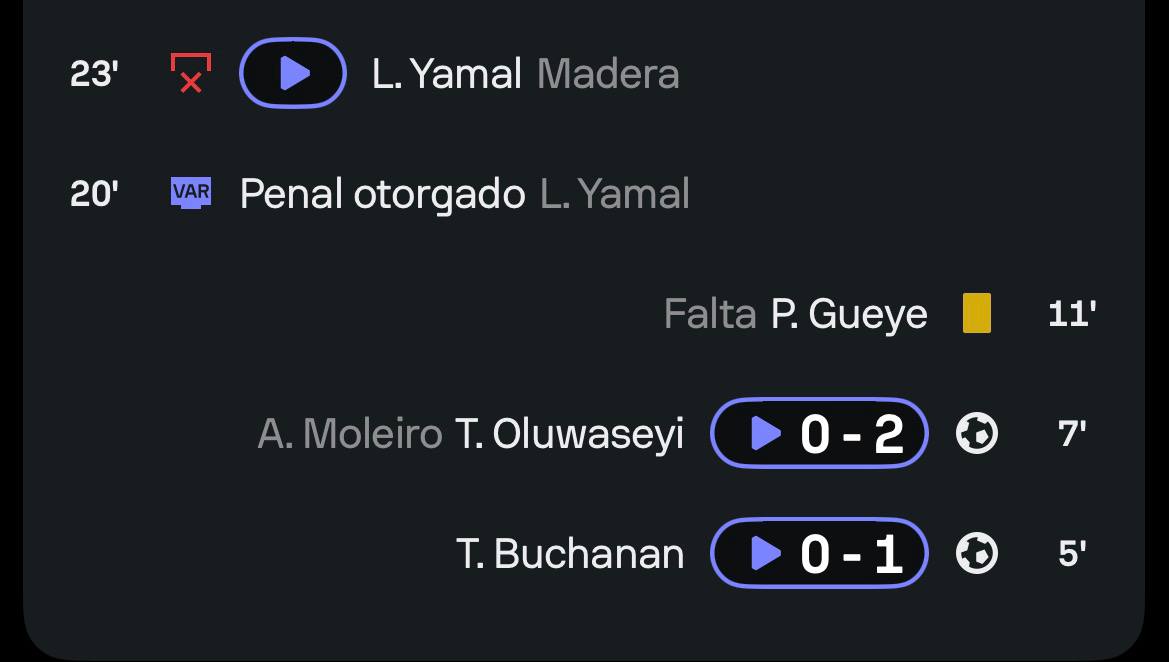 23' L. Yamal Madera
20' VAR Penal otorgado L. Yamal
Falta P. Gueye 11'
A. Moleiro T. Oluwaseyi 0 - 2 7'
T. Buchanan 0 - 1 5'